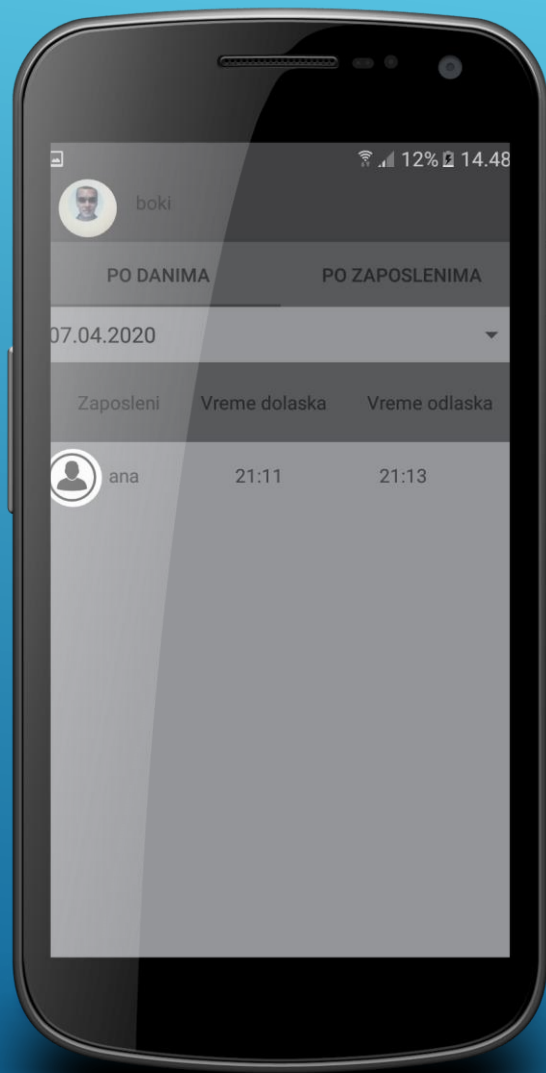 12% 14.48
boki
PO DANIMA PO ZAPOSLENIMA
07.04.2020
Zaposleni Vreme dolaska Vreme odlaska
ana 21:11 21:13